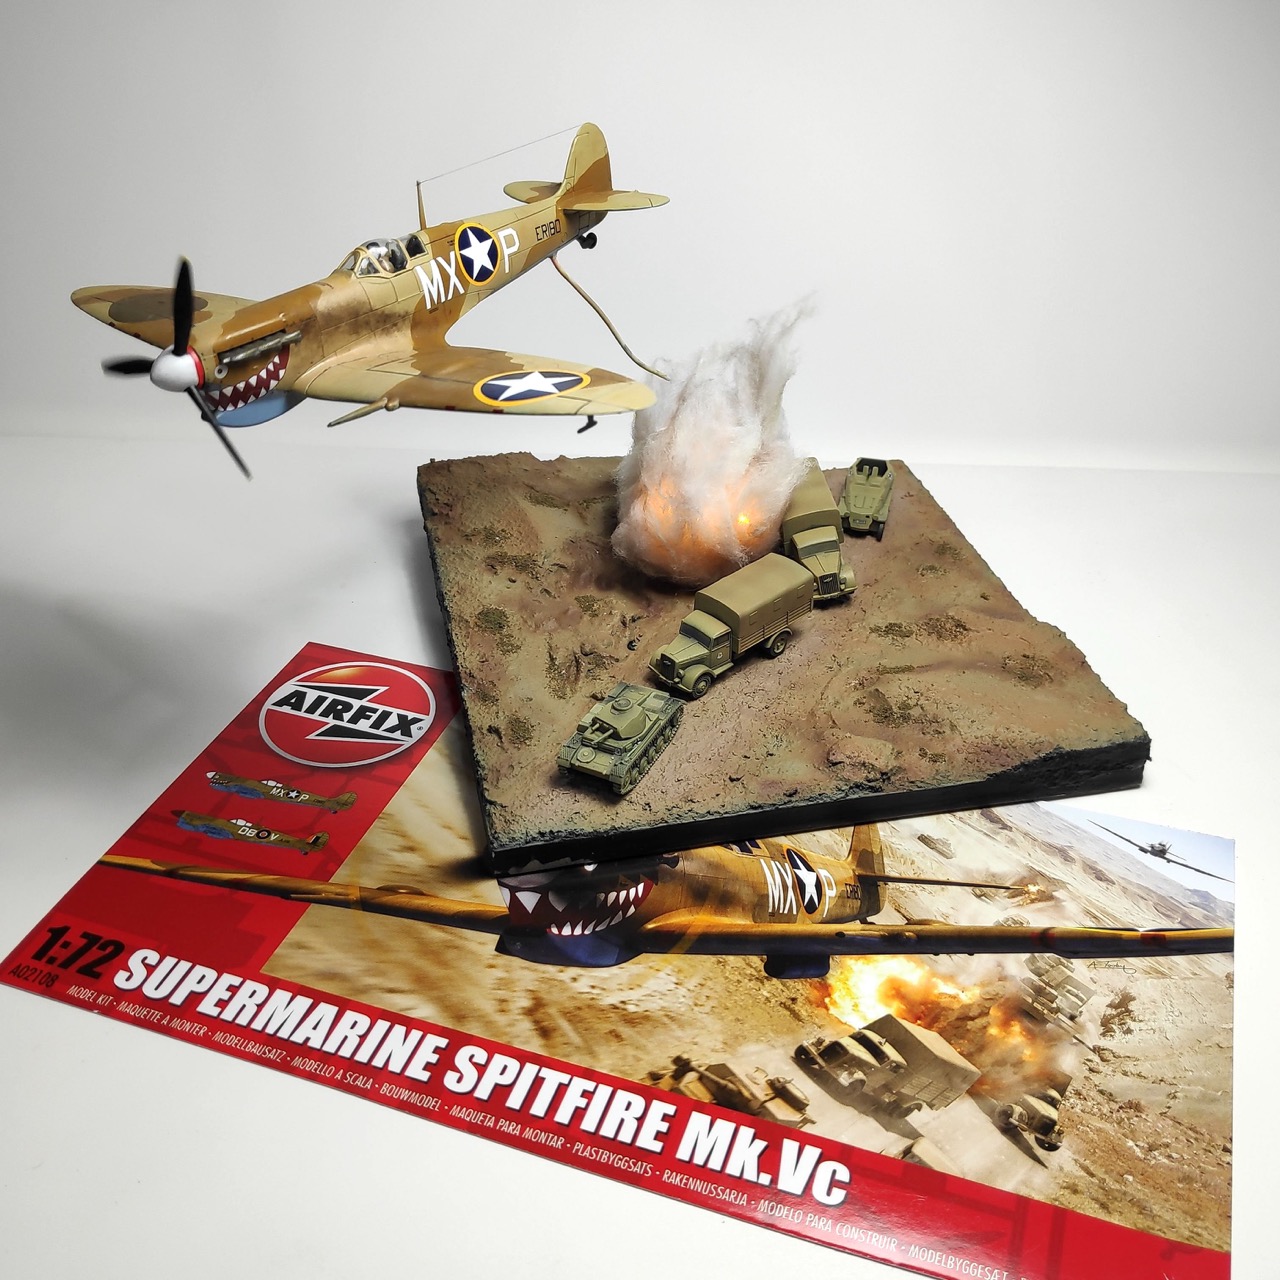 MX P
ER180
AIRFIX
MX P
DB V
MX P
1:72 SUPERMARINE SPITFIRE Mk.Vc
A02108
MODEL KIT • MAQUETTE A MONTER • MODELLBAUSATZ • MODELLO A SCALA • BOUWMODEL • MAQUETA PARA MONTAR • PLASTBYGGSATS • RAKENNUSSARJA • MODELO PARA CONSTRUIR • MODELBYGGESÆT •